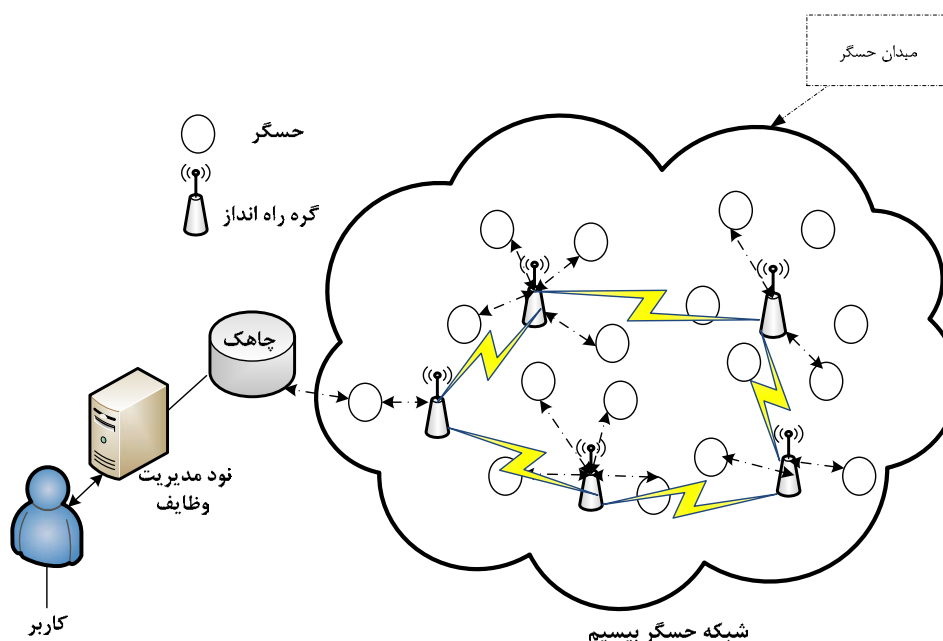 میدان حسگر
حسگر
گره راه انداز
چاهک
نود مدیریت
وظایف
کاربر
شبکه حسگر بیسیم